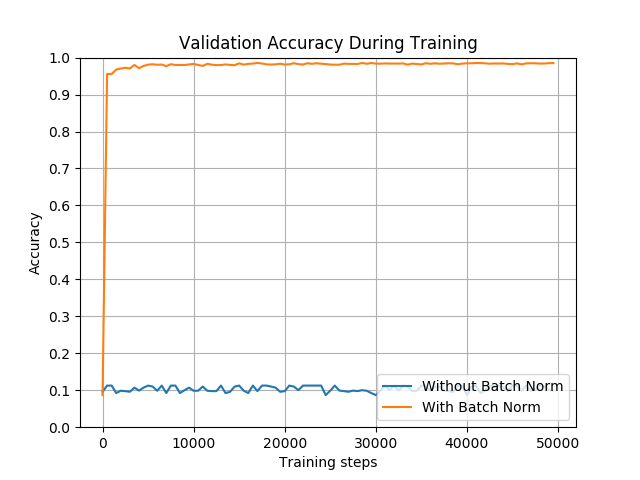 Validation Accuracy During Training
1.0
0.9
0.8
0.7
0.6
0.5
0.4
0.3
0.2
0.1
0.0
Accuracy
Without Batch Norm
With Batch Norm
0 10000 20000 30000 40000 50000
Training steps